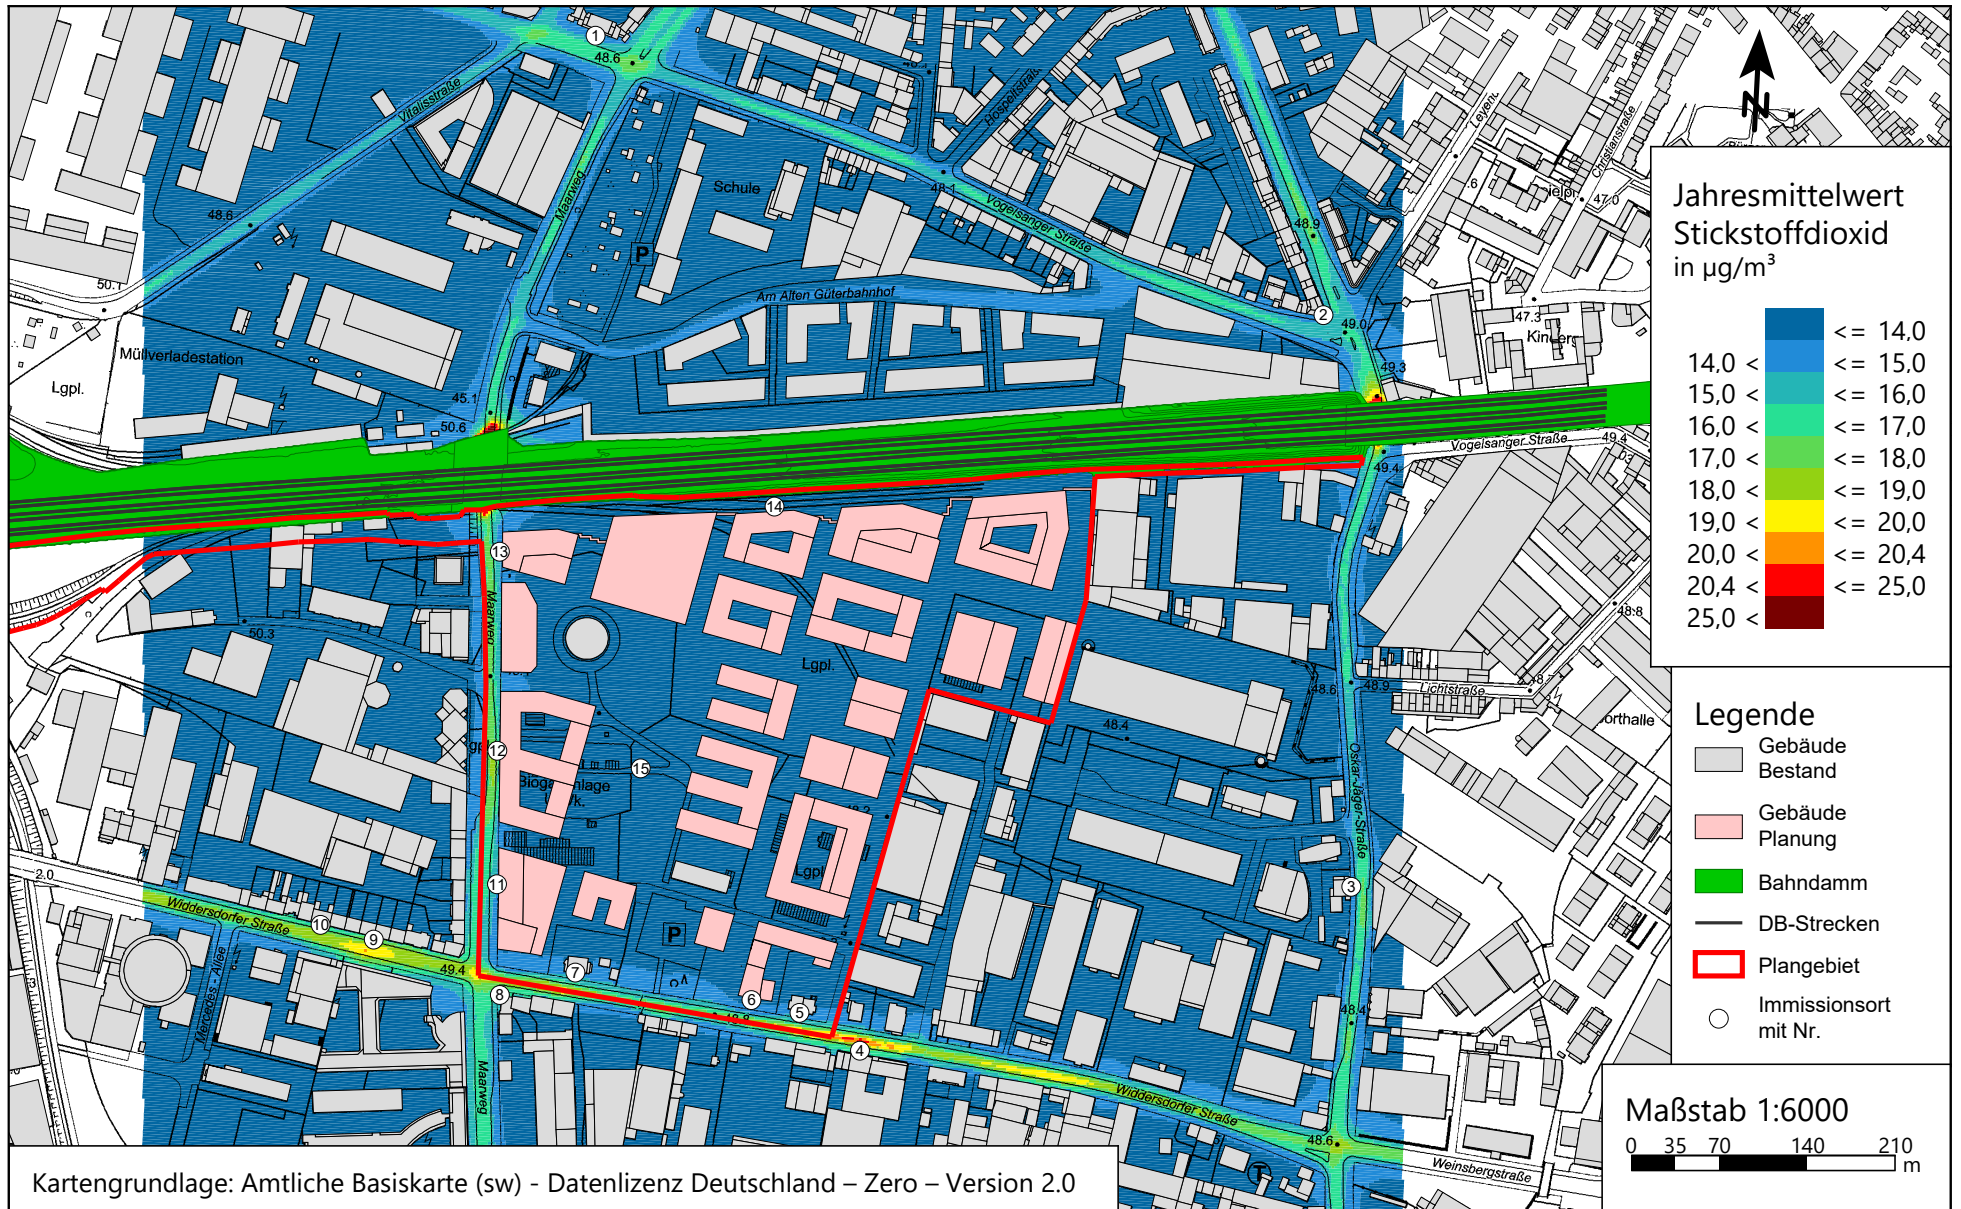 1
48.6
Vitalisstraße
Maarweg
Schule
P
Hospeltstraße
48.1
Vogelsanger Straße
48.9
Christianstraße
47.0
48.6
50.1
Am Alten Güterbahnhof
2
49.0
47.3
Müllverladestation
Lgpl.
49.3
45.1
50.6
Vogelsanger Straße
49.4
49.4
14
13
Maarweg
50.3
Lgpl.
48.8
48.6
48.9
Lichtstraße
48.4
12
15
Oskar-Jäger-Straße
11
Lgpl.
3
2.0
Widdersdorfer Straße
10
9
Mercedes - Allee
P
49.4
7
8
6
5
48.8
4
48.4
Maarweg
Widdersdorfer Straße
48.6
Weinsbergstraße
N
Jahresmittelwert
Stickstoffdioxid
in µg/m³
<= 14,0
14,0 < <= 15,0
15,0 < <= 16,0
16,0 < <= 17,0
17,0 < <= 18,0
18,0 < <= 19,0
19,0 < <= 20,0
20,0 < <= 20,4
20,4 < <= 25,0
25,0 <
Legende
Gebäude
Bestand
Gebäude
Planung
Bahndamm
DB-Strecken
Plangebiet
Immissionsort
mit Nr.
Maßstab 1:6000
0 35 70 140 210
m
Kartengrundlage: Amtliche Basiskarte (sw) - Datenlizenz Deutschland – Zero – Version 2.0